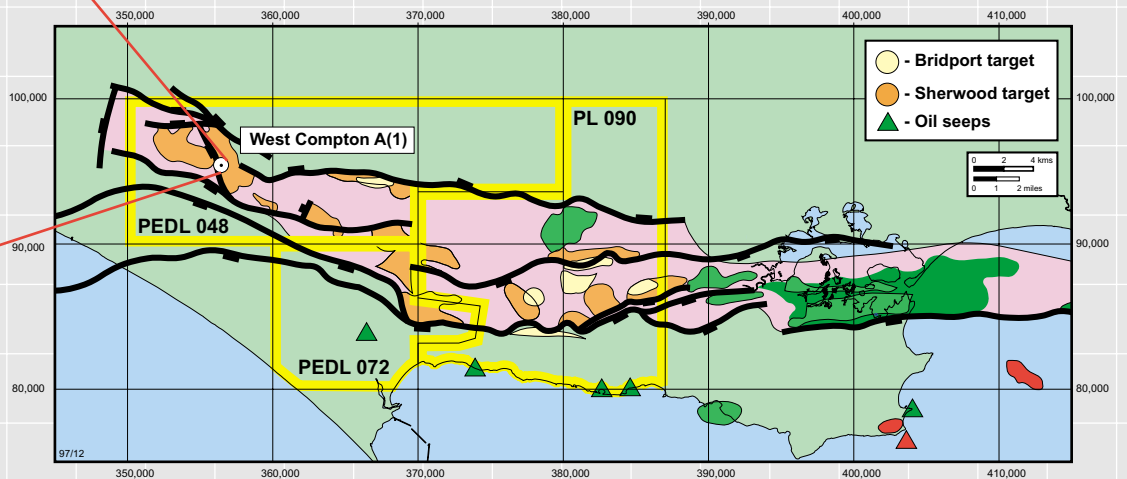 350,000 360,000 370,000 380,000 390,000 400,000 410,000
- Bridport target
- Sherwood target
- Oil seeps
100,000 100,000
PL 090
West Compton A(1)
0 2 4 kms
0 1 2 miles
PEDL 048
90,000 90,000
PEDL 072
80,000 80,000
97/12
350,000 360,000 370,000 380,000 390,000 400,000 410,000